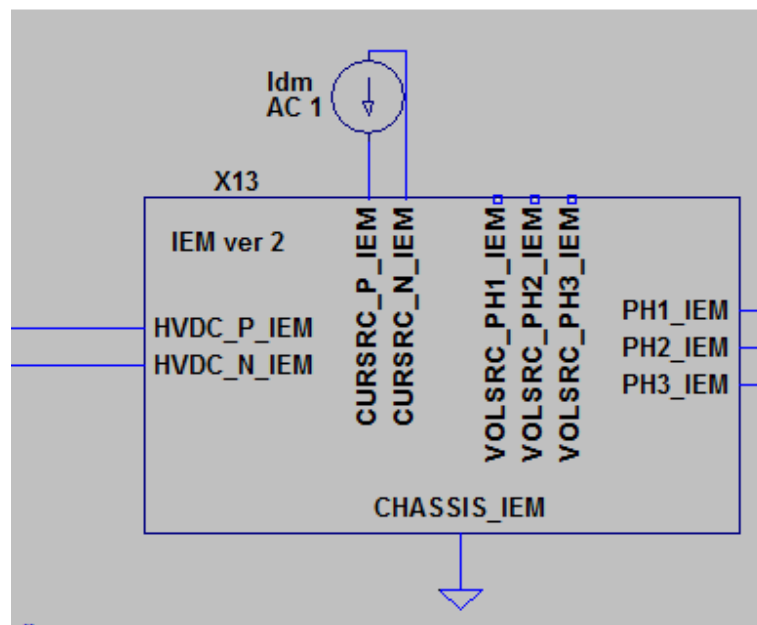 Idm
AC 1
X13
IEM ver 2
CURSRC_P_IEM
CURSRC_N_IEM
VOLSRC_PH1_IEM
VOLSRC_PH2_IEM
VOLSRC_PH3_IEM
HVDC_P_IEM
HVDC_N_IEM
PH1_IEM
PH2_IEM
PH3_IEM
CHASSIS_IEM